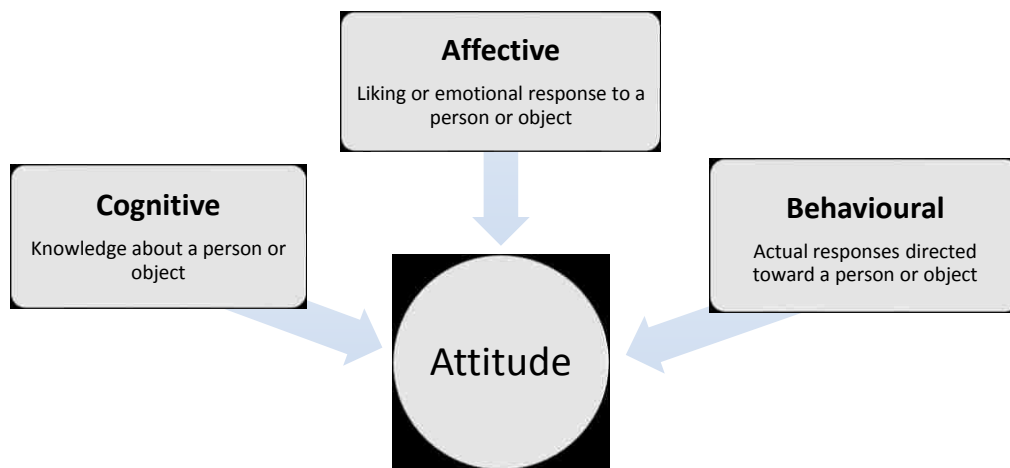 Affective
Liking or emotional response to a
person or object
Cognitive
Knowledge about a person or
object
Behavioural
Actual responses directed
toward a person or object
Attitude